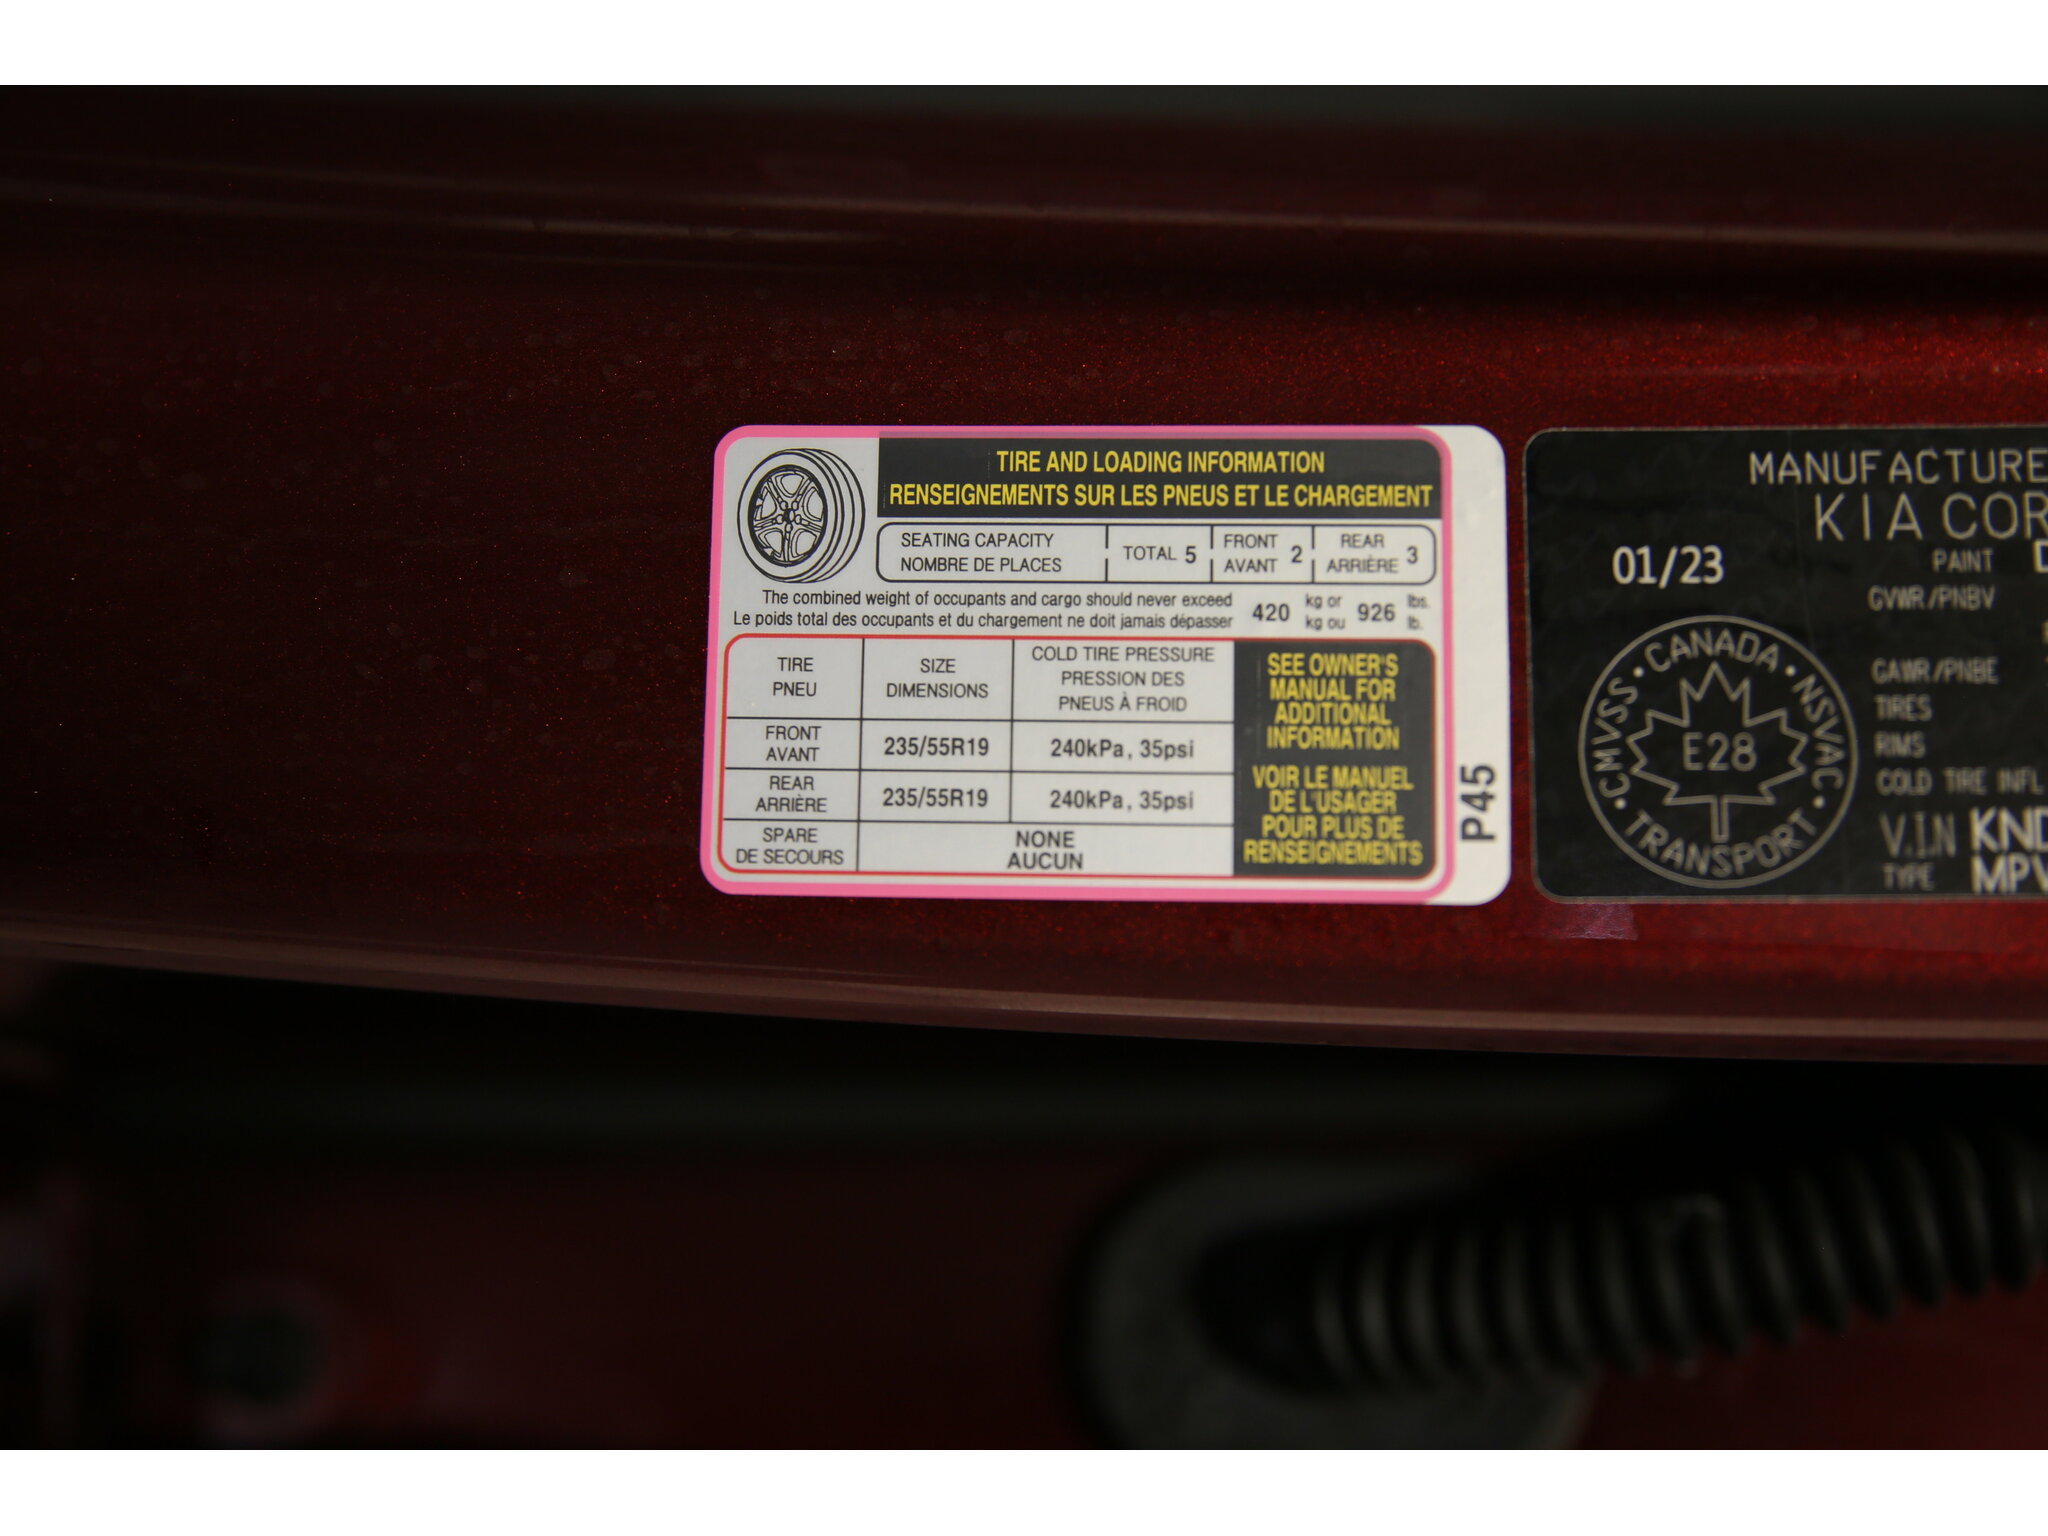 TIRE AND LOADING INFORMATION
RENSEIGNEMENTS SUR LES PNEUS ET LE CHARGEMENT
SEATING CAPACITY
NOMBRE DE PLACES
TOTAL 5
FRONT
AVANT 2
REAR
ARRIÈRE 3
The combined weight of occupants and cargo should never exceed 420 kg or 926 lbs.
Le poids total des occupants et du chargement ne doit jamais dépasser kg ou lb.
TIRE
PNEU
SIZE
DIMENSIONS
COLD TIRE PRESSURE
PRESSION DES
PNEUS À FROID
FRONT
AVANT
235/55R19
240kPa, 35psi
REAR
ARRIÈRE
235/55R19
240kPa, 35psi
SPARE
DE SECOURS
NONE
AUCUN
SEE OWNER'S
MANUAL FOR
ADDITIONAL
INFORMATION
VOIR LE MANUEL
DE L'USAGER
POUR PLUS DE
RENSEIGNEMENTS
P45
MANUFACTURE
KIA COR
01/23
PAINT D
GVWR/PNBV
GAWR/PNBE
TIRES
RIMS
COLD TIRE INFL
V.I.N KND
TYPE MPV
CANADA
CMVSS
NSVAC
E28
TRANSPORT